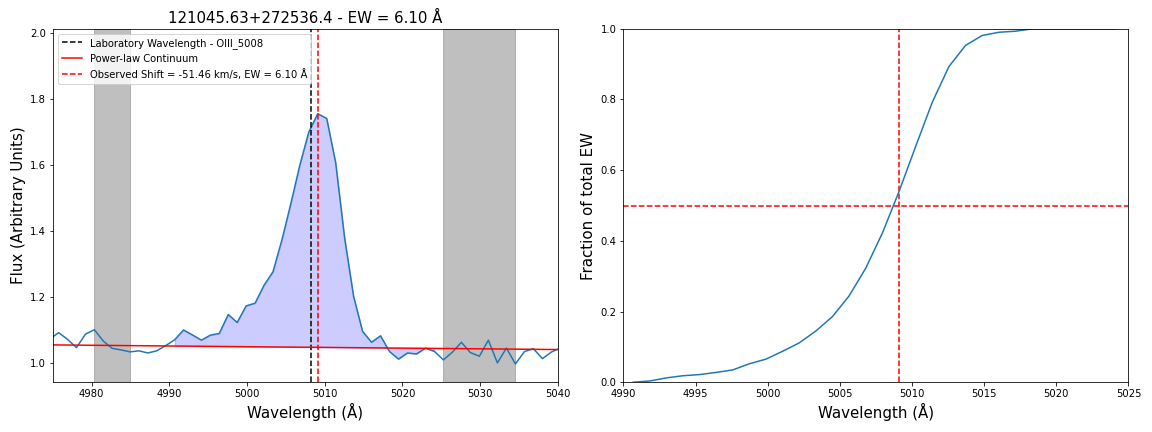 121045.63+272536.4 - EW = 6.10 Å
Laboratory Wavelength - OIII_5008
Power-law Continuum
Observed Shift = -51.46 km/s, EW = 6.10 Å
Flux (Arbitrary Units)
2.0
1.8
1.6
1.4
1.2
1.0
4980 4990 5000 5010 5020 5030 5040
Wavelength (Å)
Fraction of total EW
1.0
0.8
0.6
0.4
0.2
0.0
4990 4995 5000 5005 5010 5015 5020 5025
Wavelength (Å)